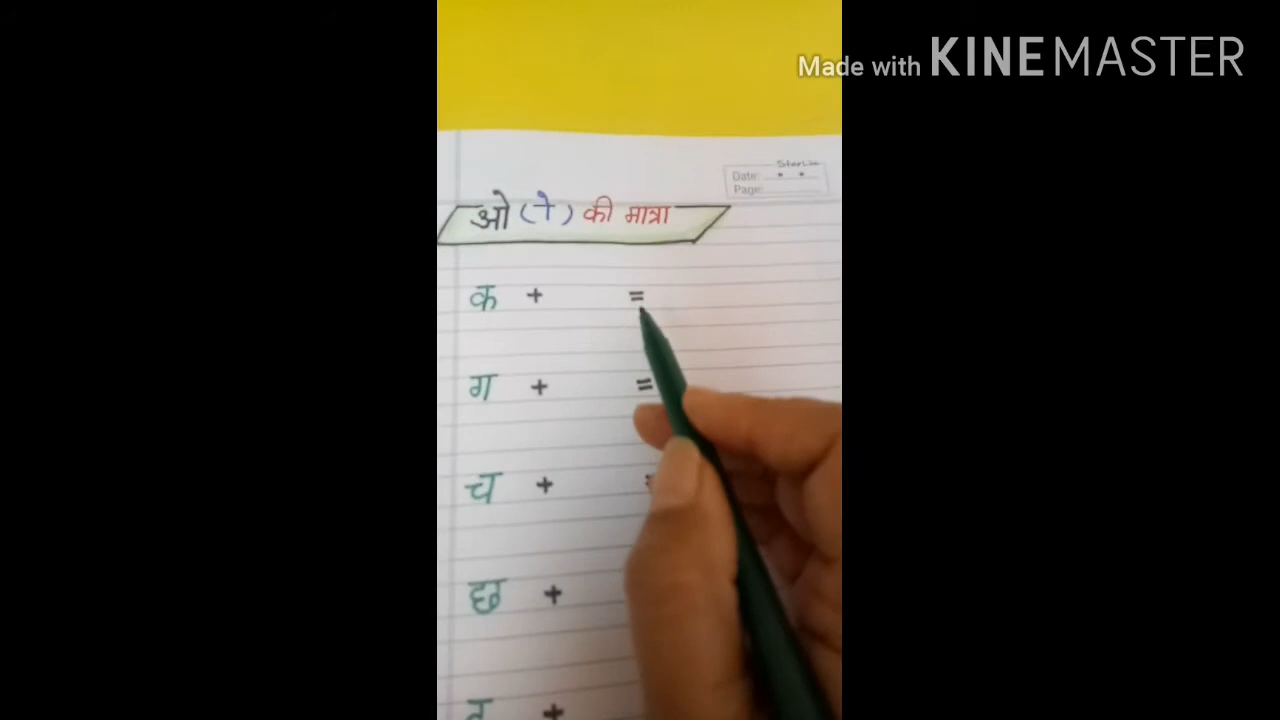 Made with KINEMASTER
Date:
Page:
ओ (ो) की मात्रा
क + =
ग + =
च + =
छ +
+